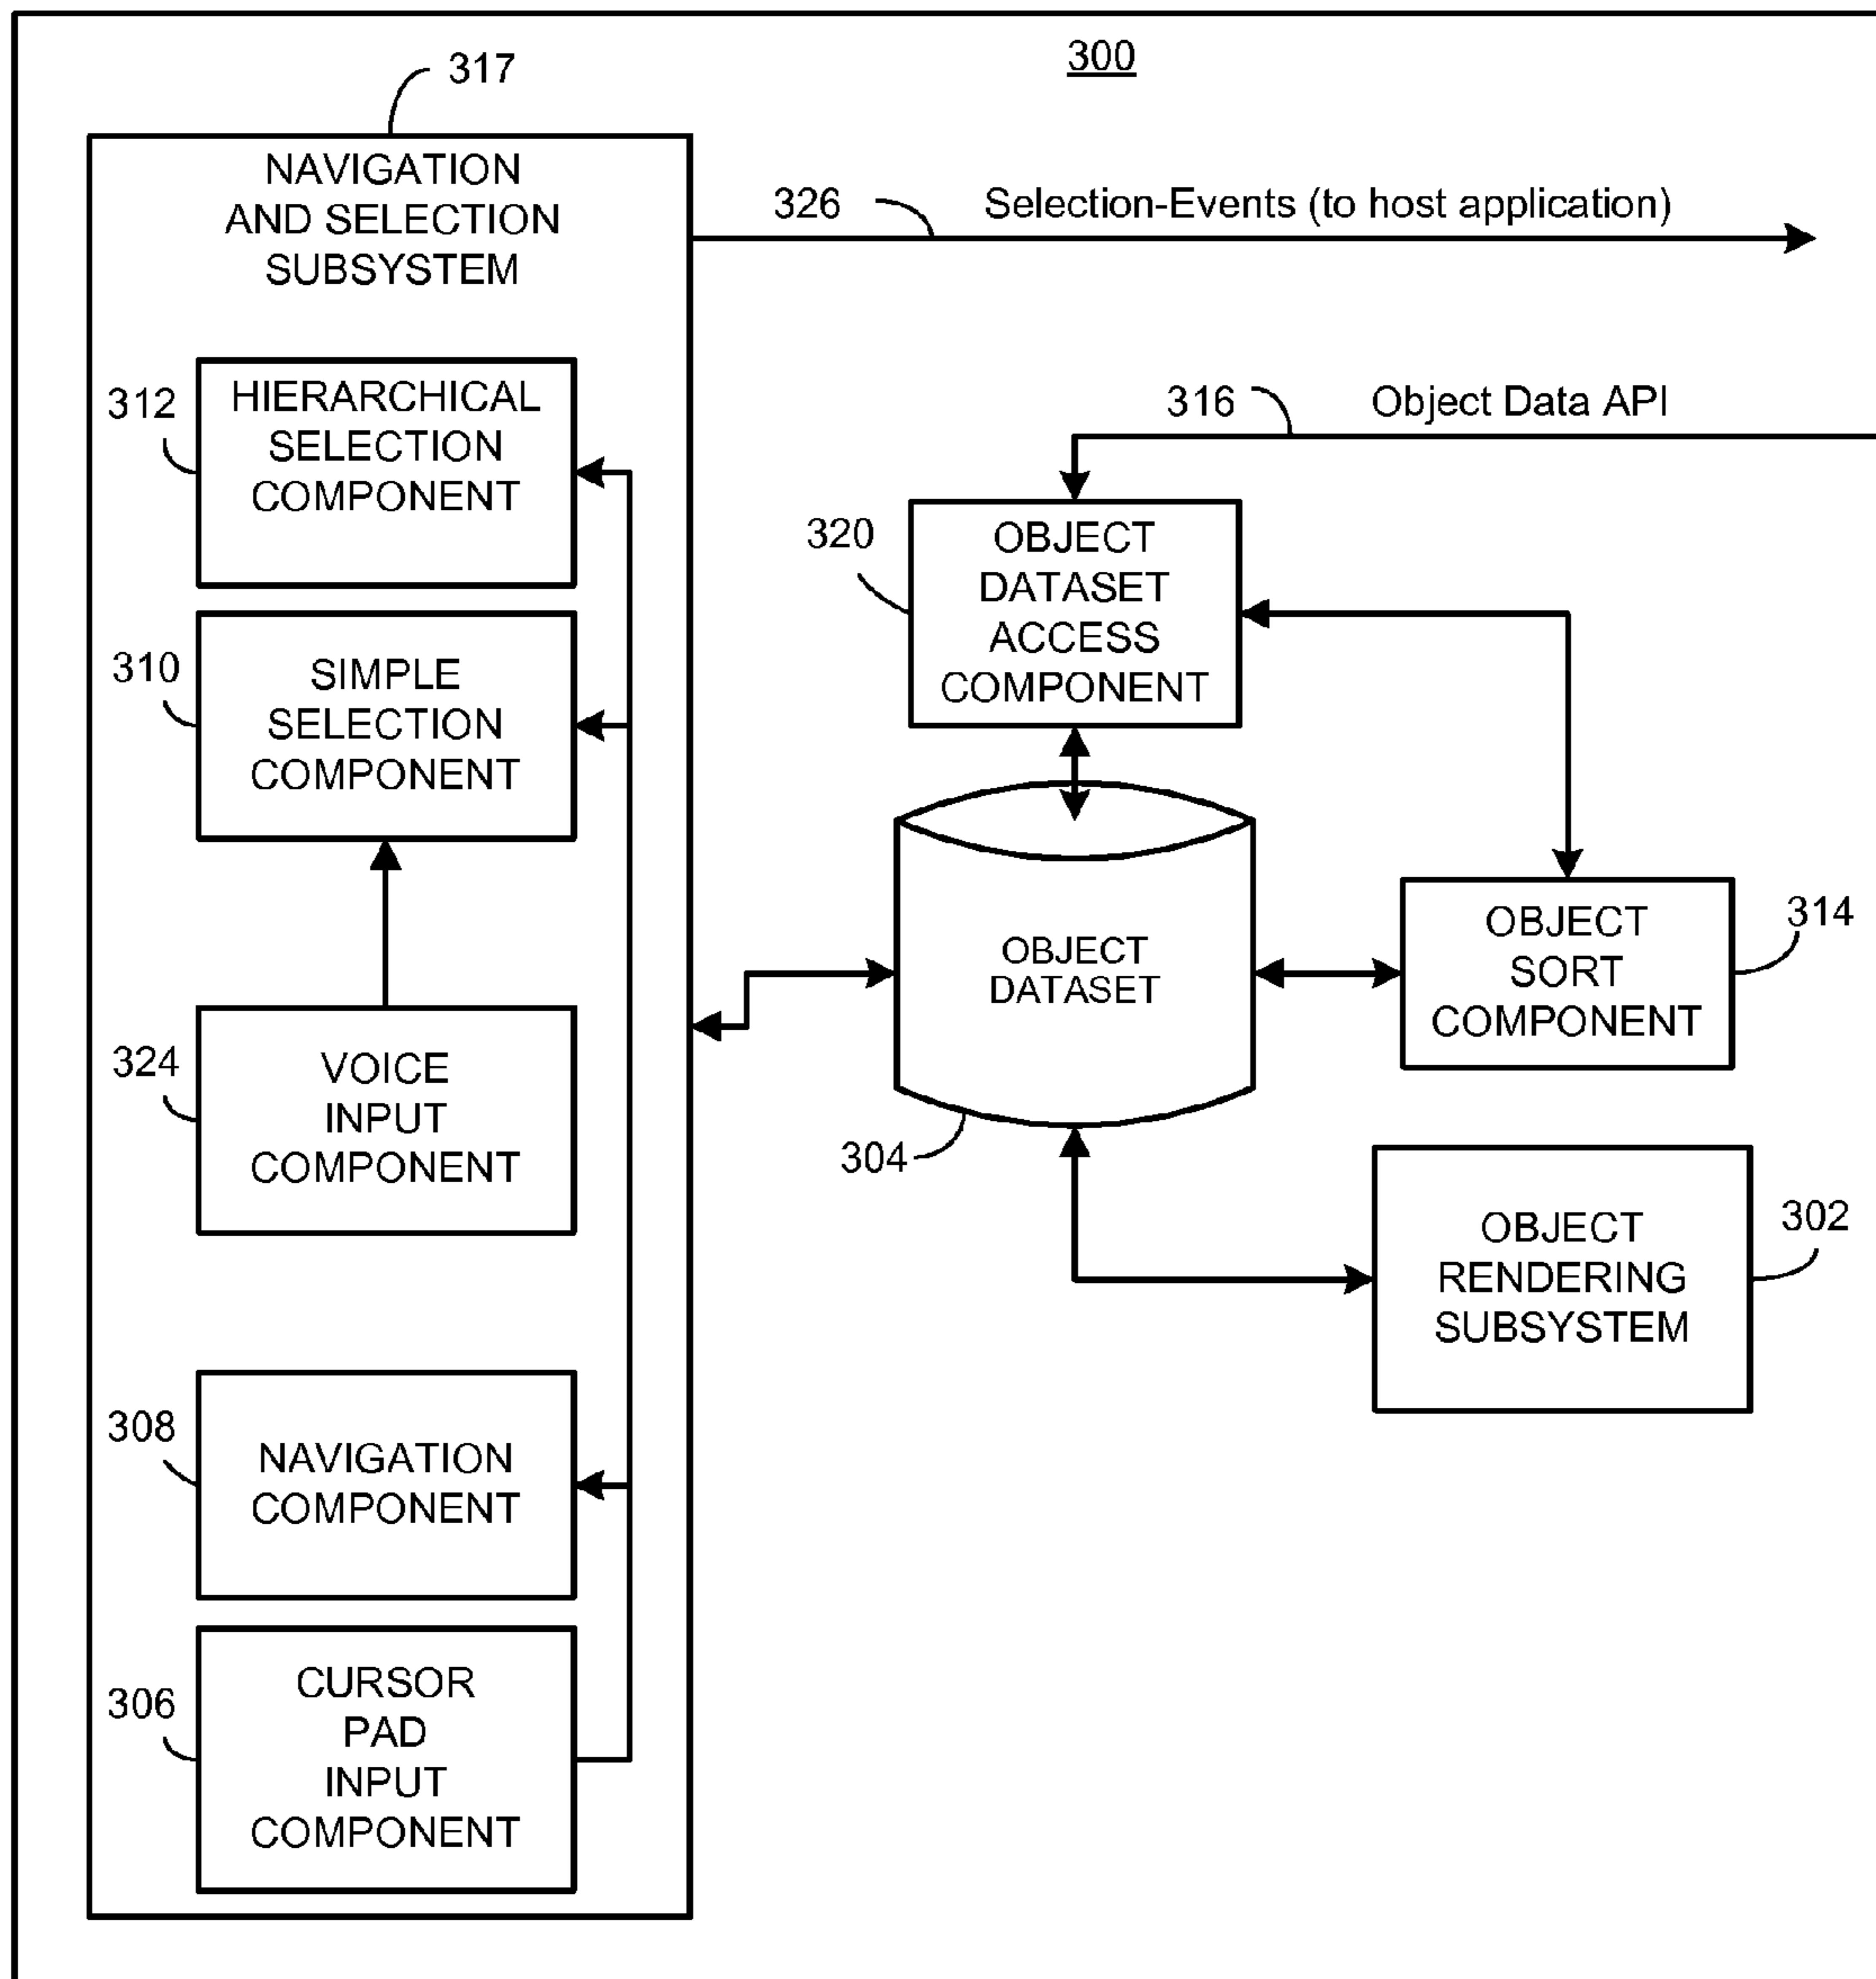 300
317
NAVIGATION
AND SELECTION
SUBSYSTEM
326
Selection-Events (to host application)
312
HIERARCHICAL
SELECTION
COMPONENT
316
Object Data API
320
OBJECT
DATASET
ACCESS
COMPONENT
310
SIMPLE
SELECTION
COMPONENT
OBJECT
DATASET
304
OBJECT
SORT
COMPONENT
314
324
VOICE
INPUT
COMPONENT
OBJECT
RENDERING
SUBSYSTEM
302
308
NAVIGATION
COMPONENT
306
CURSOR
PAD
INPUT
COMPONENT